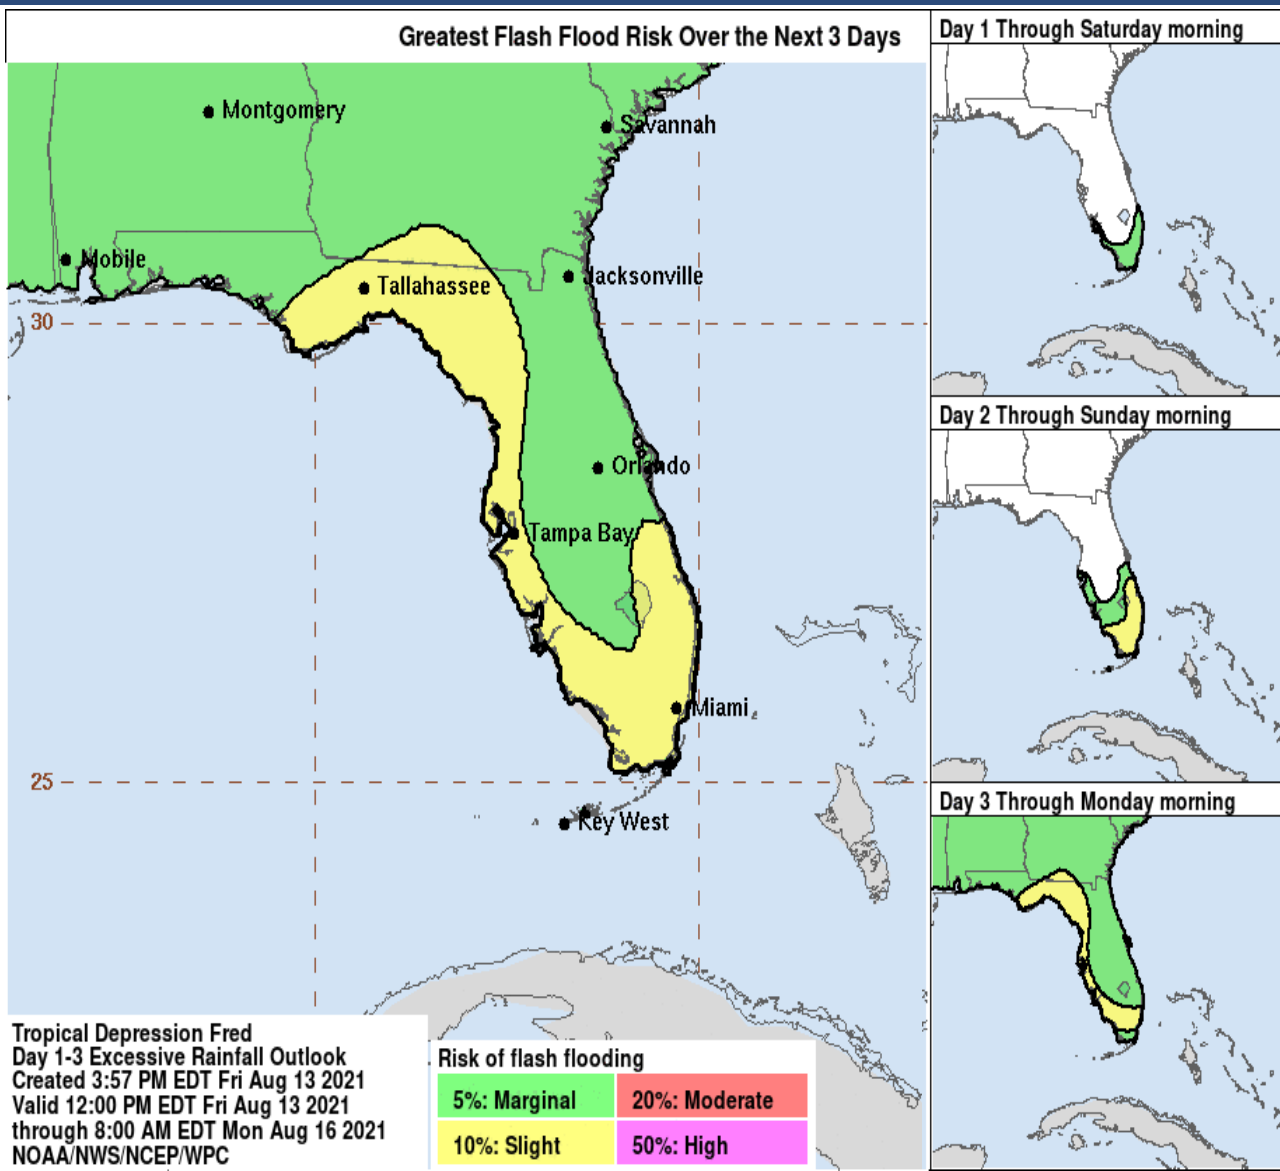 Greatest Flash Flood Risk Over the Next 3 Days
Montgomery
Savannah
Mobile
Jacksonville
Tallahassee
30
Orlando
Tampa Bay
Miami
25
Key West
Tropical Depression Fred
Day 1-3 Excessive Rainfall Outlook
Created 3:57 PM EDT Fri Aug 13 2021
Valid 12:00 PM EDT Fri Aug 13 2021
through 8:00 AM EDT Mon Aug 16 2021
NOAA/NWS/NCEP/WPC
Risk of flash flooding
5%: Marginal
20%: Moderate
10%: Slight
50%: High
Day 1 Through Saturday morning
Day 2 Through Sunday morning
Day 3 Through Monday morning